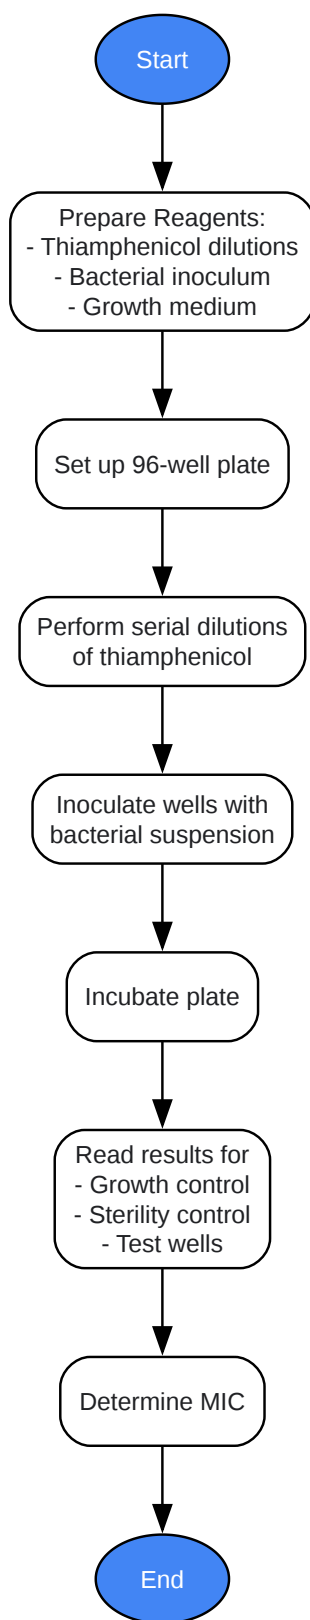 Start
Prepare Reagents:
- Thiamphenicol dilutions
- Bacterial inoculum
- Growth medium
Set up 96-well plate
Perform serial dilutions
of thiamphenicol
Inoculate wells with
bacterial suspension
Incubate plate
Read results for
- Growth control
- Sterility control
- Test wells
Determine MIC
End